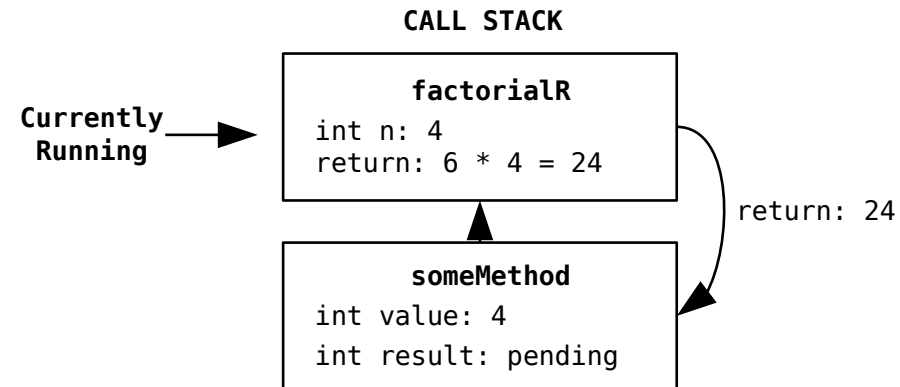 CALL STACK
Currently
Running
factorialR
int n: 4
return: 6 * 4 = 24
return: 24
someMethod
int value: 4
int result: pending